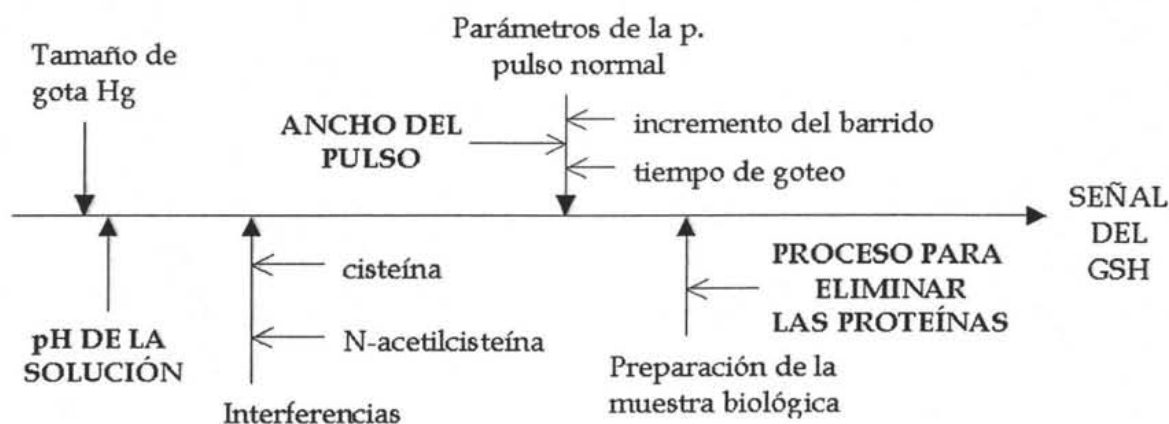 Tamaño de
gota Hg
Parámetros de la p.
pulso normal
ANCHO DEL
PULSO
incremento del barrido
tiempo de goteo
SEÑAL
DEL
GSH
pH DE LA
SOLUCIÓN
cisteína
N-acetilcisteína
Interferencias
PROCESO PARA
ELIMINAR
LAS PROTEÍNAS
Preparación de la
muestra biológica